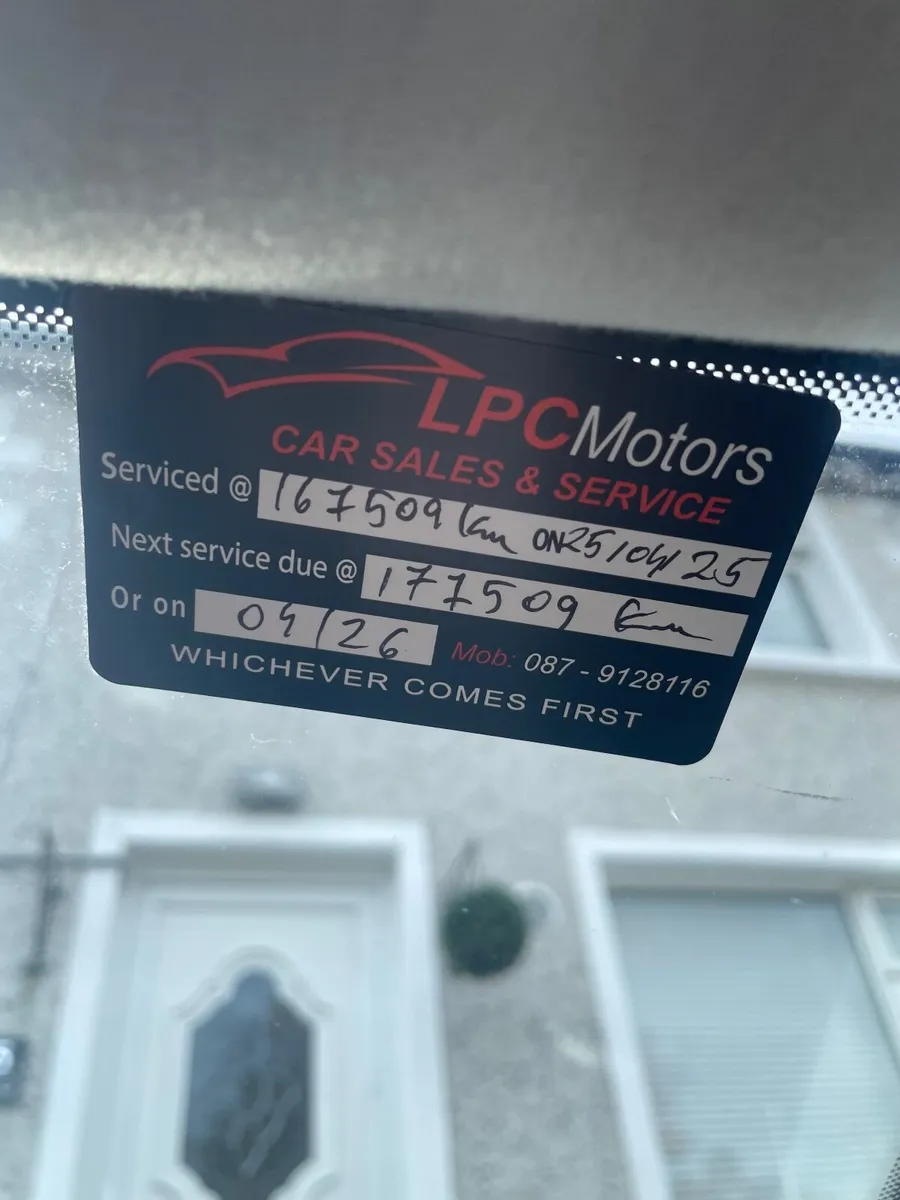 LPCMotors
CAR SALES & SERVICE
Serviced @ 167509 Km ON 25/04/25
Next service due @ 177509 Km
Or on 04/26 Mob: 087 - 9128116
WHICHEVER COMES FIRST